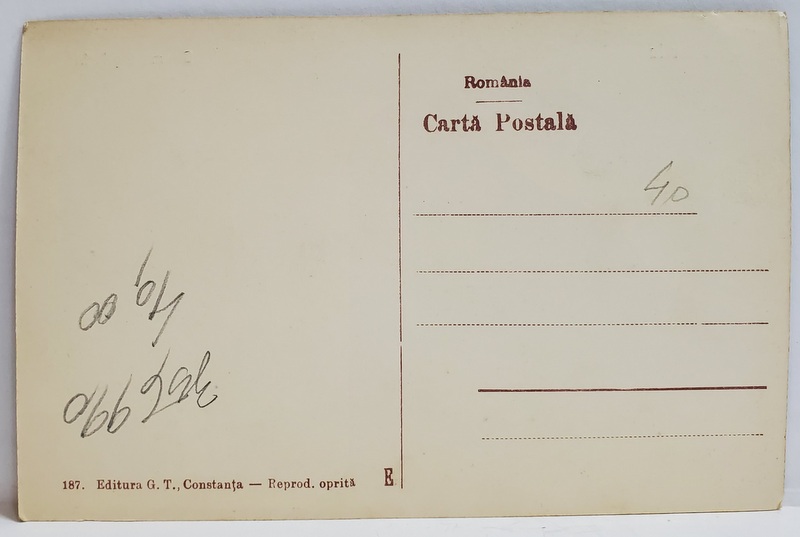 România
Cartă Postală
40
187. Editura G. T., Constanța — Reprod. oprită
E